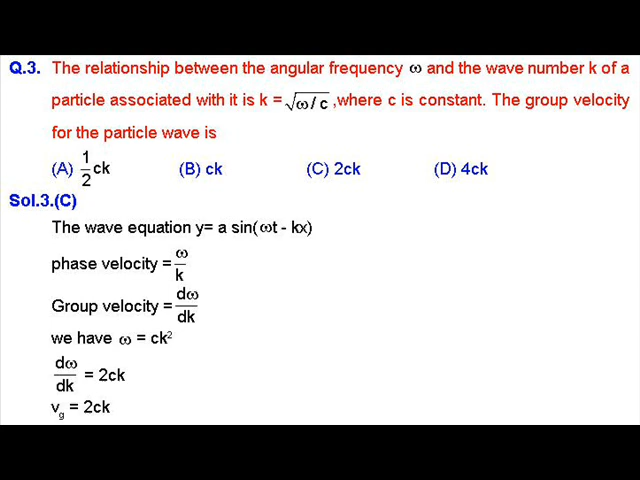 Q.3. The relationship between the angular frequency ω and the wave number k of a
particle associated with it is k = √ω/c ,where c is constant. The group velocity
for the particle wave is
(A) 1/2 ck (B) ck (C) 2ck (D) 4ck
Sol.3.(C)
The wave equation y= a sin(ωt - kx)
phase velocity = ω/k
Group velocity = dω/dk
we have ω = ck²
dω/dk = 2ck
v_g = 2ck